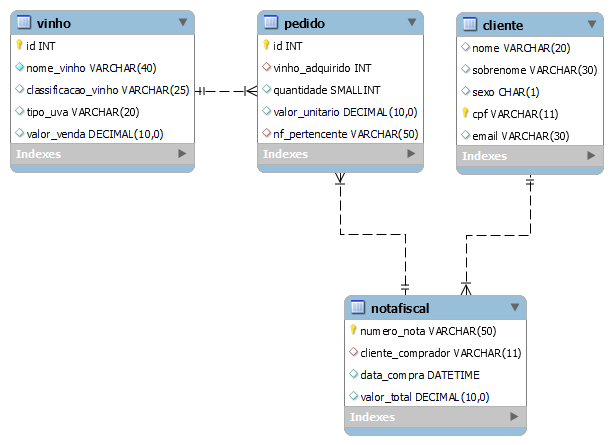 vinho
id INT
nome_vinho VARCHAR(40)
classificacao_vinho VARCHAR(25)
tipo_uva VARCHAR(20)
valor_venda DECIMAL(10,0)
Indexes
pedido
id INT
vinho_adquirido INT
quantidade SMALLINT
valor_unitario DECIMAL(10,0)
nf_pertencente VARCHAR(50)
Indexes
cliente
nome VARCHAR(20)
sobrenome VARCHAR(30)
sexo CHAR(1)
cpf VARCHAR(11)
email VARCHAR(30)
Indexes
notafiscal
numero_nota VARCHAR(50)
cliente_comprador VARCHAR(11)
data_compra DATETIME
valor_total DECIMAL(10,0)
Indexes